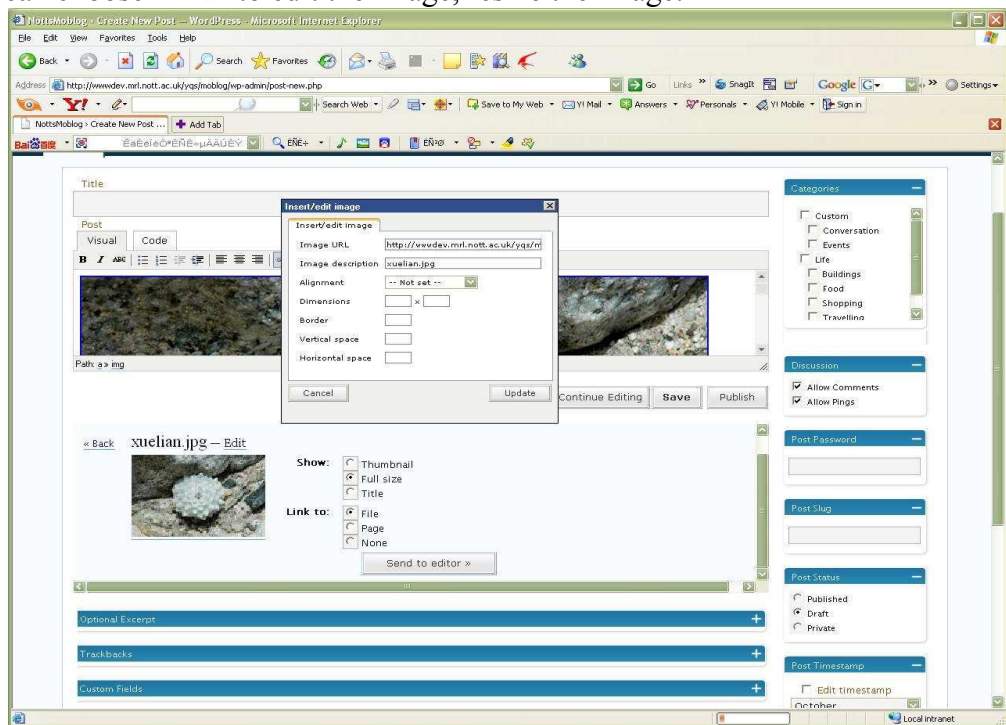 NottsMoblog › Create New Post — WordPress - Microsoft Internet Explorer
File Edit View Favorites Tools Help
Back Search Favorites
Address http://wwwdev.mrl.nott.ac.uk/yqs/moblog/wp-admin/post-new.php Go Links » SnagIt Google G » Settings
Y! Search Web Save to My Web Y! Mail Answers Personals Y! Mobile Sign in
NottsMoblog › Create New Post ... Add Tab
Bai百度
Title
Post
Visual Code
B I ABC
Path: a » img
Insert/edit image
Insert/edit image
Image URL http://wwwdev.mrl.nott.ac.uk/yqs/m
Image description xuelian.jpg
Alignment -- Not set --
Dimensions x
Border
Vertical space
Horizontal space
Cancel Update
Continue Editing Save Publish
« Back xuelian.jpg — Edit
Show: Thumbnail
Full size
Title
Link to: File
Page
None
Send to editor »
Optional Excerpt
Trackbacks
Custom Fields
Categories
Custom
Conversation
Events
Life
Buildings
Food
Shopping
Travelling
Discussion
Allow Comments
Allow Pings
Post Password
Post Slug
Post Status
Published
Draft
Private
Post Timestamp
Edit timestamp
October
Local intranet